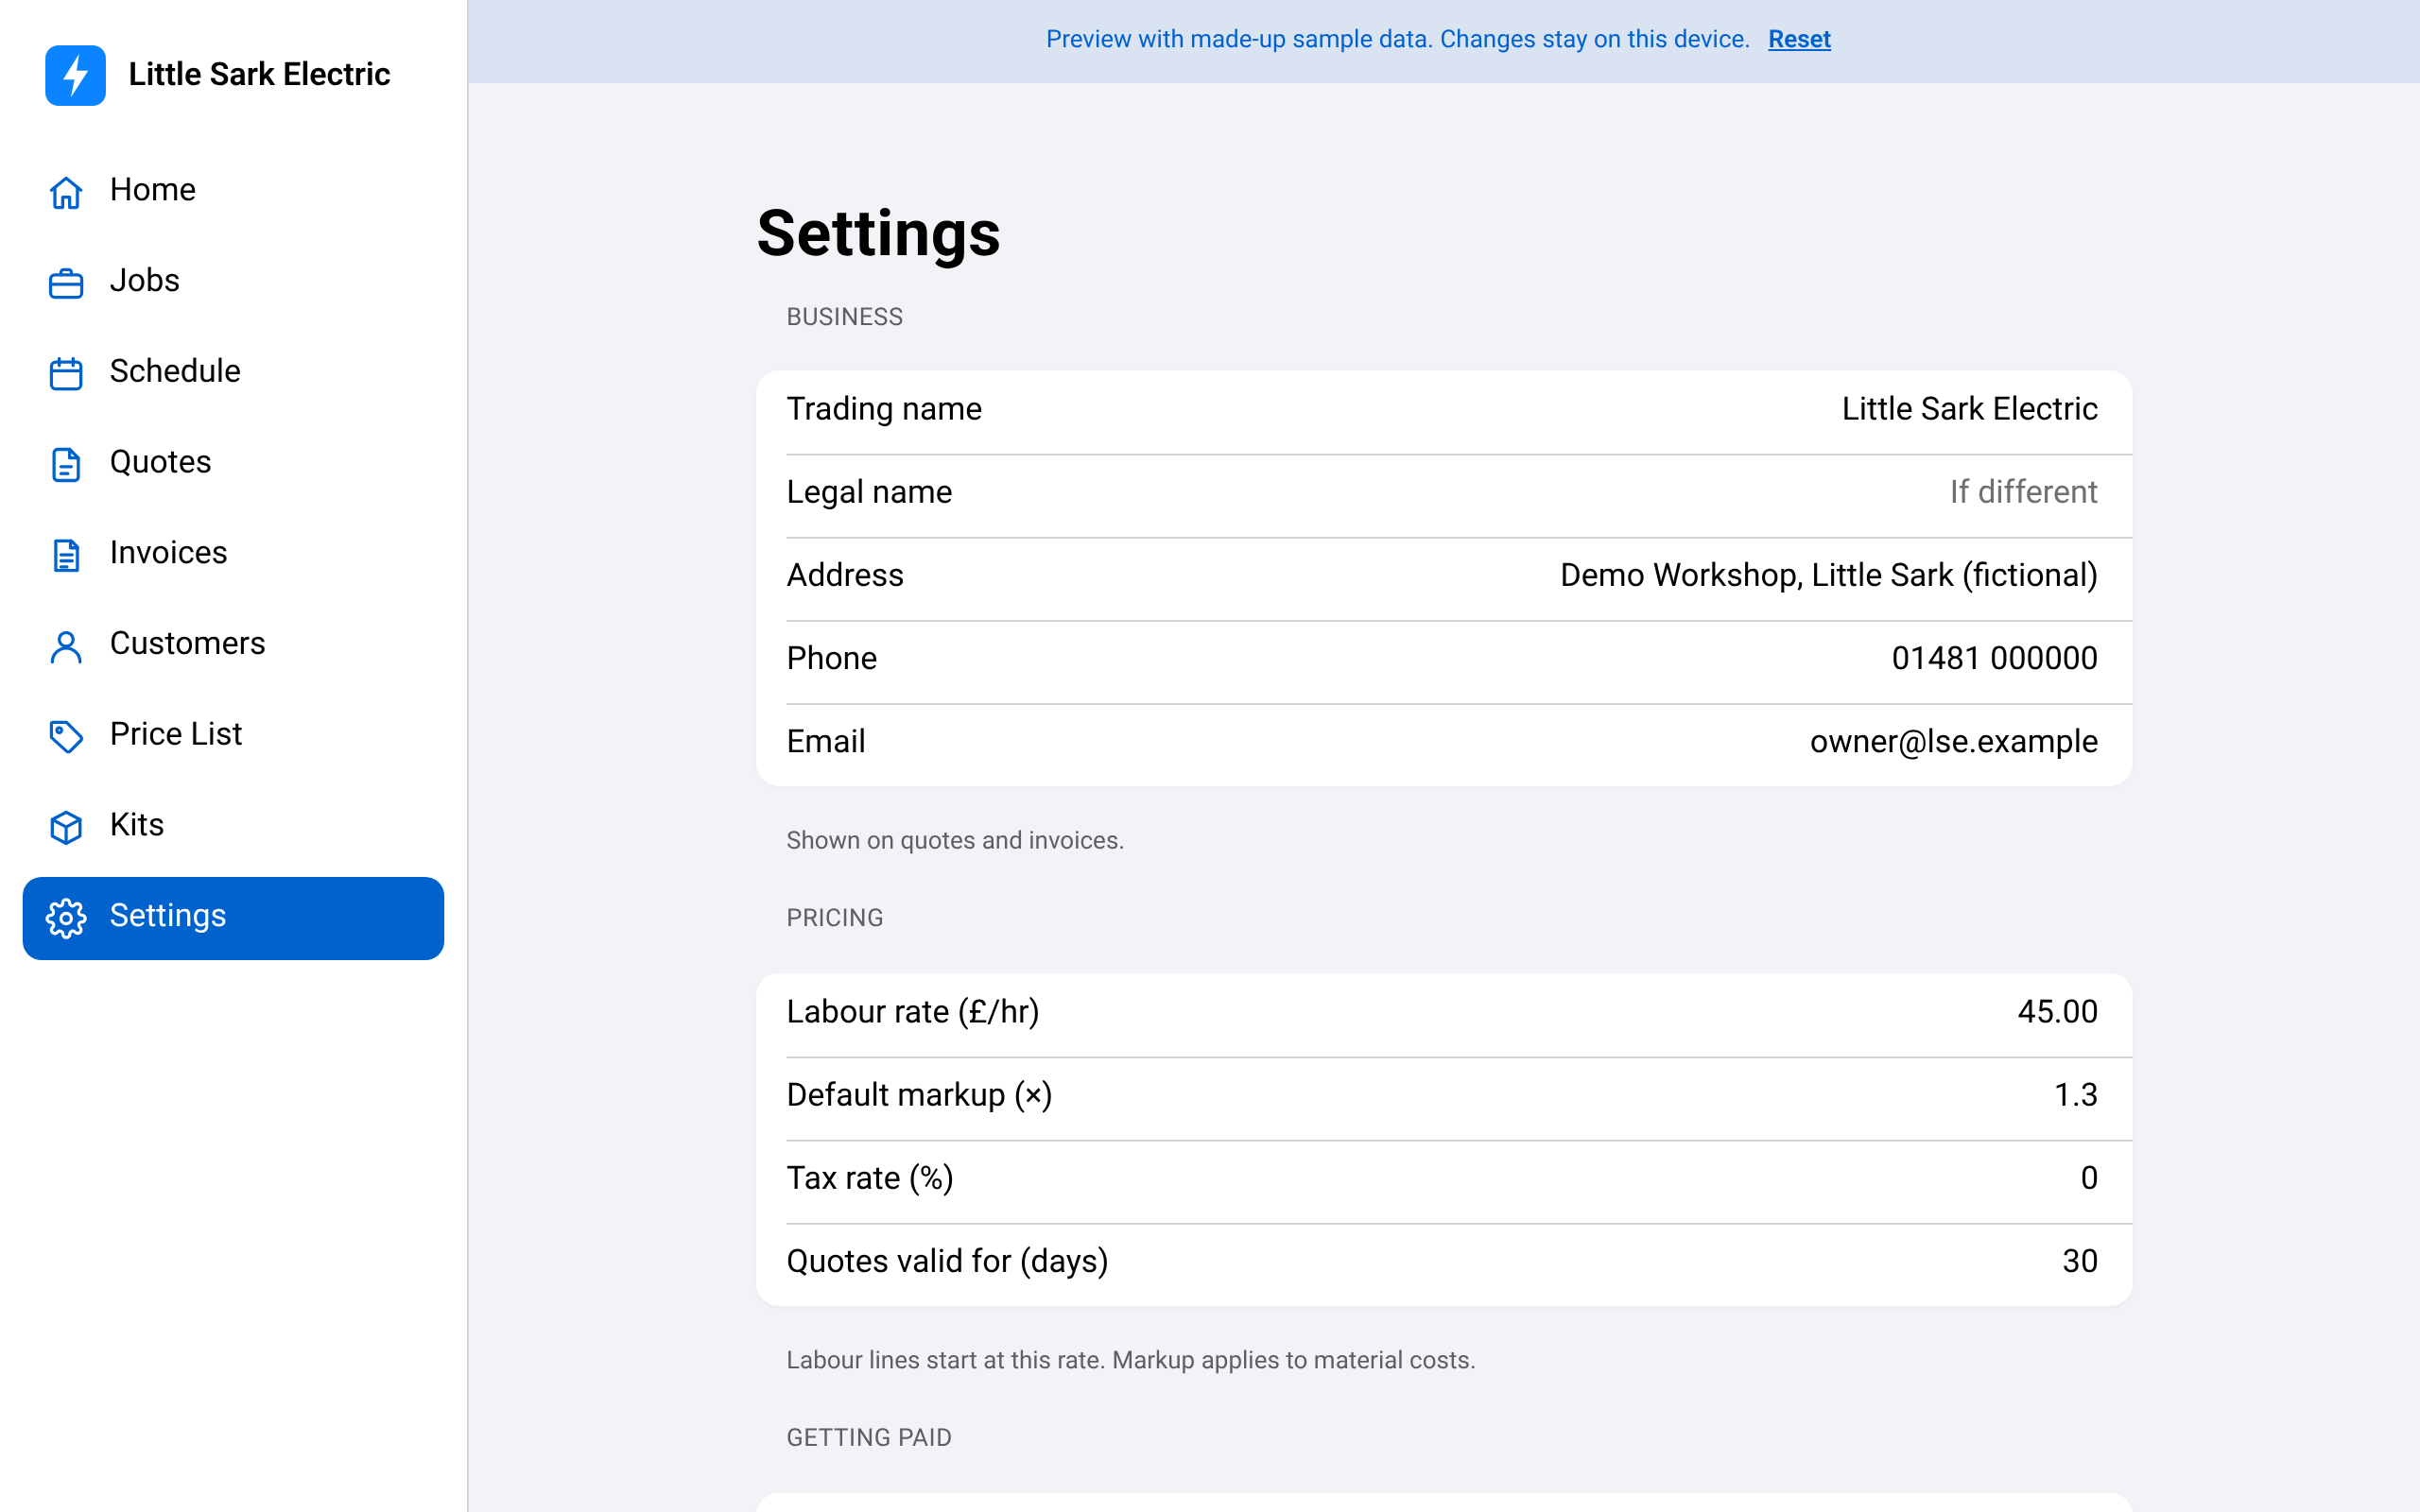 Little Sark Electric
Home
Jobs
Schedule
Quotes
Invoices
Customers
Price List
Kits
Settings
Preview with made-up sample data. Changes stay on this device. Reset
Settings
BUSINESS
Trading name Little Sark Electric
Legal name If different
Address Demo Workshop, Little Sark (fictional)
Phone 01481 000000
Email owner@lse.example
Shown on quotes and invoices.
PRICING
Labour rate (£/hr) 45.00
Default markup (×) 1.3
Tax rate (%) 0
Quotes valid for (days) 30
Labour lines start at this rate. Markup applies to material costs.
GETTING PAID